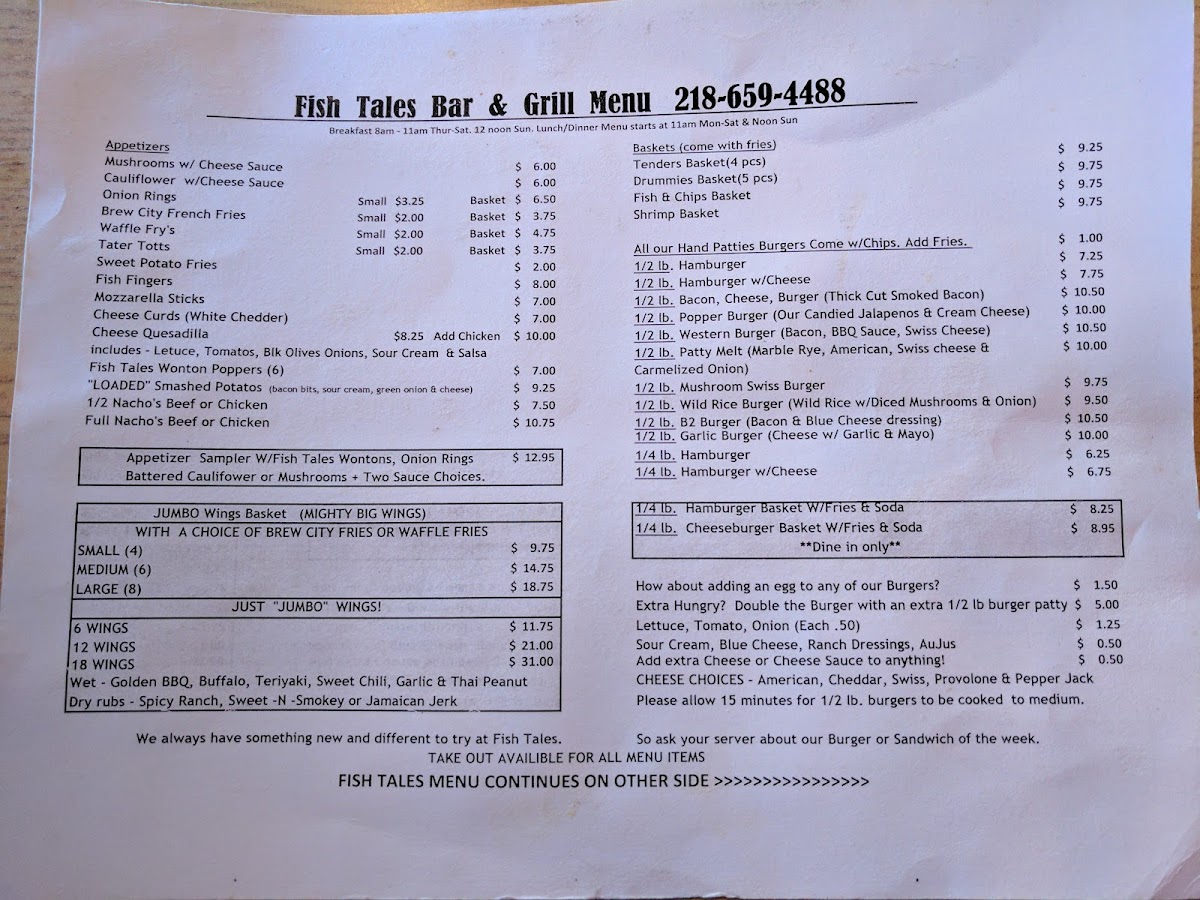 Fish Tales Bar & Grill Menu 218-659-4488
Breakfast 8am - 11am Thur-Sat. 12 noon Sun. Lunch/Dinner Menu starts at 11am Mon-Sat & Noon Sun
Appetizers
Mushrooms w/ Cheese Sauce $ 6.00
Cauliflower w/Cheese Sauce $ 6.00
Onion Rings Small $3.25 Basket $ 6.50
Brew City French Fries Small $2.00 Basket $ 3.75
Waffle Fry's Small $2.00 Basket $ 4.75
Tater Totts Small $2.00 Basket $ 3.75
Sweet Potato Fries $ 2.00
Fish Fingers $ 8.00
Mozzarella Sticks $ 7.00
Cheese Curds (White Chedder) $ 7.00
Cheese Quesadilla $8.25 Add Chicken $ 10.00
includes - Letuce, Tomatos, Blk Olives Onions, Sour Cream & Salsa
Fish Tales Wonton Poppers (6) $ 7.00
"LOADED" Smashed Potatos (bacon bits, sour cream, green onion & cheese) $ 9.25
1/2 Nacho's Beef or Chicken $ 7.50
Full Nacho's Beef or Chicken $ 10.75
Appetizer Sampler W/Fish Tales Wontons, Onion Rings $ 12.95
Battered Caulifower or Mushrooms + Two Sauce Choices.
JUMBO Wings Basket (MIGHTY BIG WINGS)
WITH A CHOICE OF BREW CITY FRIES OR WAFFLE FRIES
SMALL (4) $ 9.75
MEDIUM (6) $ 14.75
LARGE (8) $ 18.75
JUST "JUMBO" WINGS!
6 WINGS $ 11.75
12 WINGS $ 21.00
18 WINGS $ 31.00
Wet - Golden BBQ, Buffalo, Teriyaki, Sweet Chili, Garlic & Thai Peanut
Dry rubs - Spicy Ranch, Sweet -N -Smokey or Jamaican Jerk
Baskets (come with fries)
Tenders Basket(4 pcs) $ 9.25
Drummies Basket(5 pcs) $ 9.75
Fish & Chips Basket $ 9.75
Shrimp Basket $ 9.75
All our Hand Patties Burgers Come w/Chips. Add Fries. $ 1.00
1/2 lb. Hamburger $ 7.25
1/2 lb. Hamburger w/Cheese $ 7.75
1/2 lb. Bacon, Cheese, Burger (Thick Cut Smoked Bacon) $ 10.50
1/2 lb. Popper Burger (Our Candied Jalapenos & Cream Cheese) $ 10.00
1/2 lb. Western Burger (Bacon, BBQ Sauce, Swiss Cheese) $ 10.50
1/2 lb. Patty Melt (Marble Rye, American, Swiss cheese & $ 10.00
Carmelized Onion)
1/2 lb. Mushroom Swiss Burger $ 9.75
1/2 lb. Wild Rice Burger (Wild Rice w/Diced Mushrooms & Onion) $ 9.50
1/2 lb. B2 Burger (Bacon & Blue Cheese dressing) $ 10.50
1/2 lb. Garlic Burger (Cheese w/ Garlic & Mayo) $ 10.00
1/4 lb. Hamburger $ 6.25
1/4 lb. Hamburger w/Cheese $ 6.75
1/4 lb. Hamburger Basket W/Fries & Soda $ 8.25
1/4 lb. Cheeseburger Basket W/Fries & Soda $ 8.95
**Dine in only**
How about adding an egg to any of our Burgers? $ 1.50
Extra Hungry? Double the Burger with an extra 1/2 lb burger patty $ 5.00
Lettuce, Tomato, Onion (Each .50) $ 1.25
Sour Cream, Blue Cheese, Ranch Dressings, AuJus $ 0.50
Add extra Cheese or Cheese Sauce to anything! $ 0.50
CHEESE CHOICES - American, Cheddar, Swiss, Provolone & Pepper Jack
Please allow 15 minutes for 1/2 lb. burgers to be cooked to medium.
We always have something new and different to try at Fish Tales. So ask your server about our Burger or Sandwich of the week.
TAKE OUT AVAILIBLE FOR ALL MENU ITEMS
FISH TALES MENU CONTINUES ON OTHER SIDE >>>>>>>>>>>>>>>>